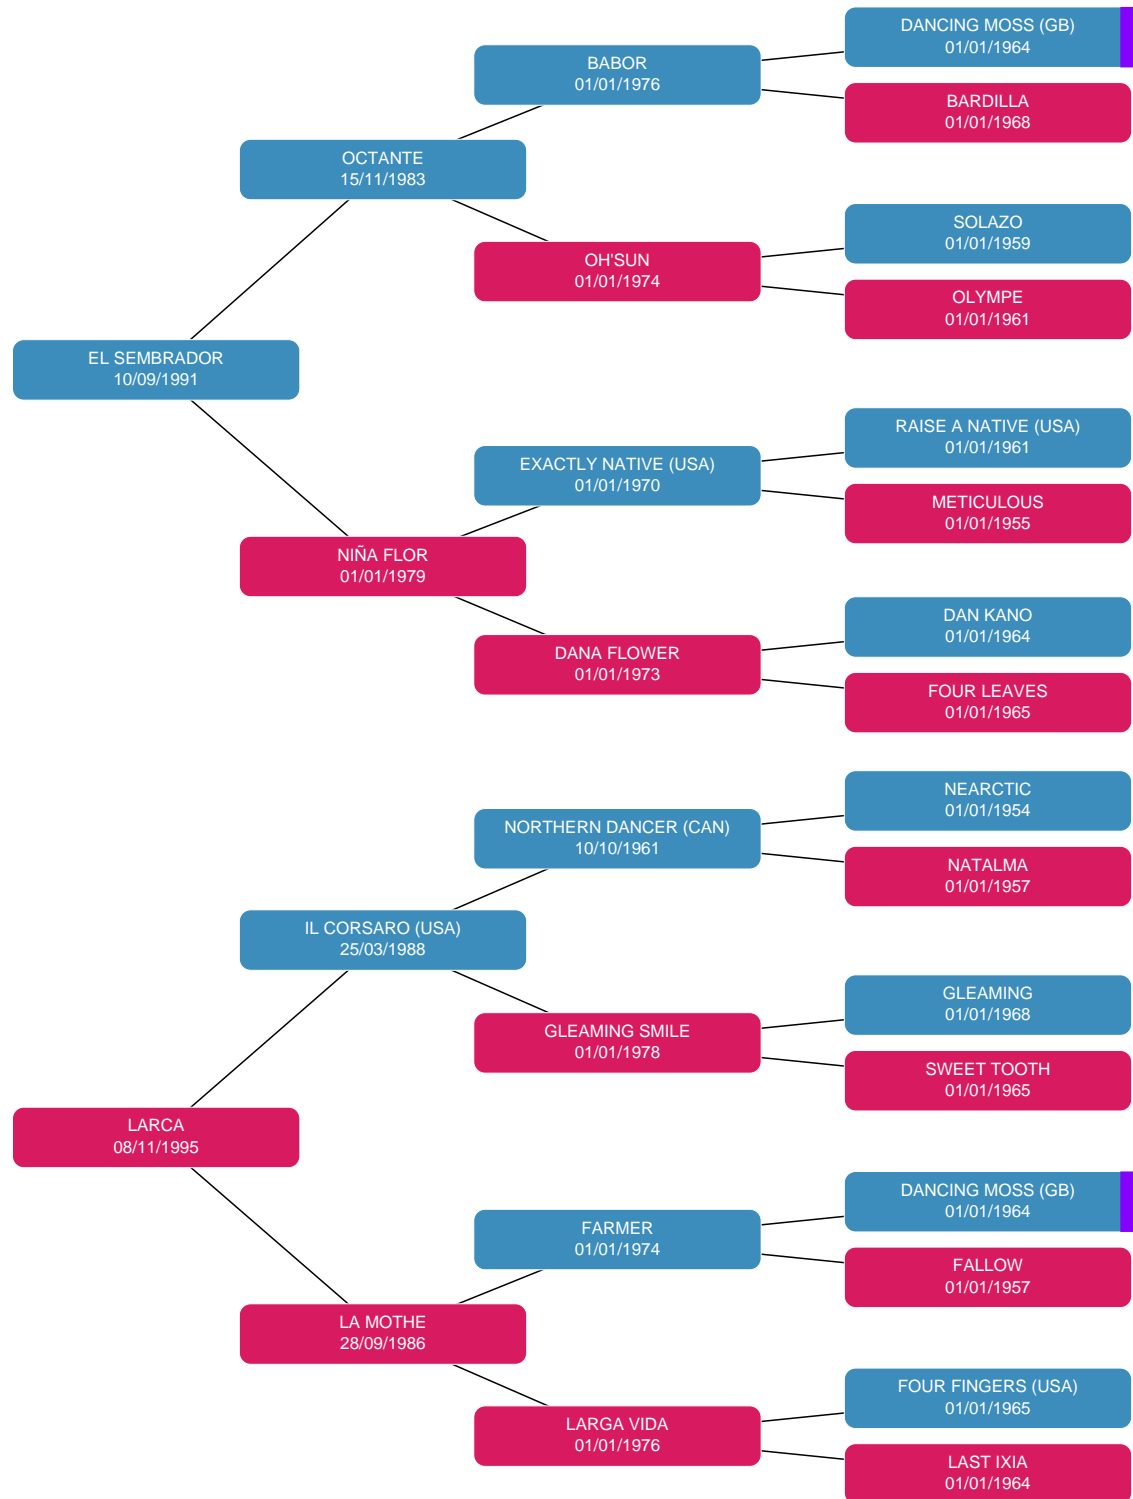 DANCING MOSS (GB)
01/01/1964
BABOR
01/01/1976
BARDILLA
01/01/1968
OCTANTE
15/11/1983
SOLAZO
01/01/1959
OH'SUN
01/01/1974
OLYMPE
01/01/1961
EL SEMBRADOR
10/09/1991
RAISE A NATIVE (USA)
01/01/1961
EXACTLY NATIVE (USA)
01/01/1970
METICULOUS
01/01/1955
NIÑA FLOR
01/01/1979
DAN KANO
01/01/1964
DANA FLOWER
01/01/1973
FOUR LEAVES
01/01/1965
NEARCTIC
01/01/1954
NORTHERN DANCER (CAN)
10/10/1961
NATALMA
01/01/1957
IL CORSARO (USA)
25/03/1988
GLEAMING
01/01/1968
GLEAMING SMILE
01/01/1978
SWEET TOOTH
01/01/1965
LARCA
08/11/1995
DANCING MOSS (GB)
01/01/1964
FARMER
01/01/1974
FALLOW
01/01/1957
LA MOTHE
28/09/1986
FOUR FINGERS (USA)
01/01/1965
LARGA VIDA
01/01/1976
LAST IXIA
01/01/1964